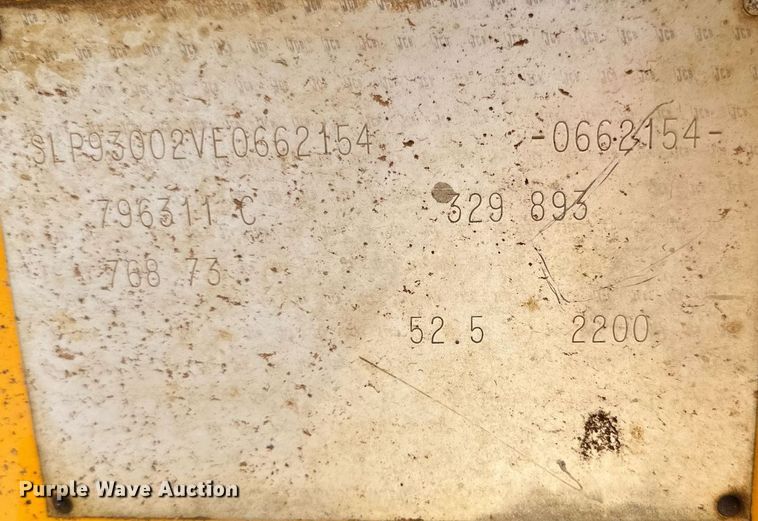 SLP93002VE0662154 -0662154-
796311 C 329 893
768 73
52.5 2200
Purple Wave Auction